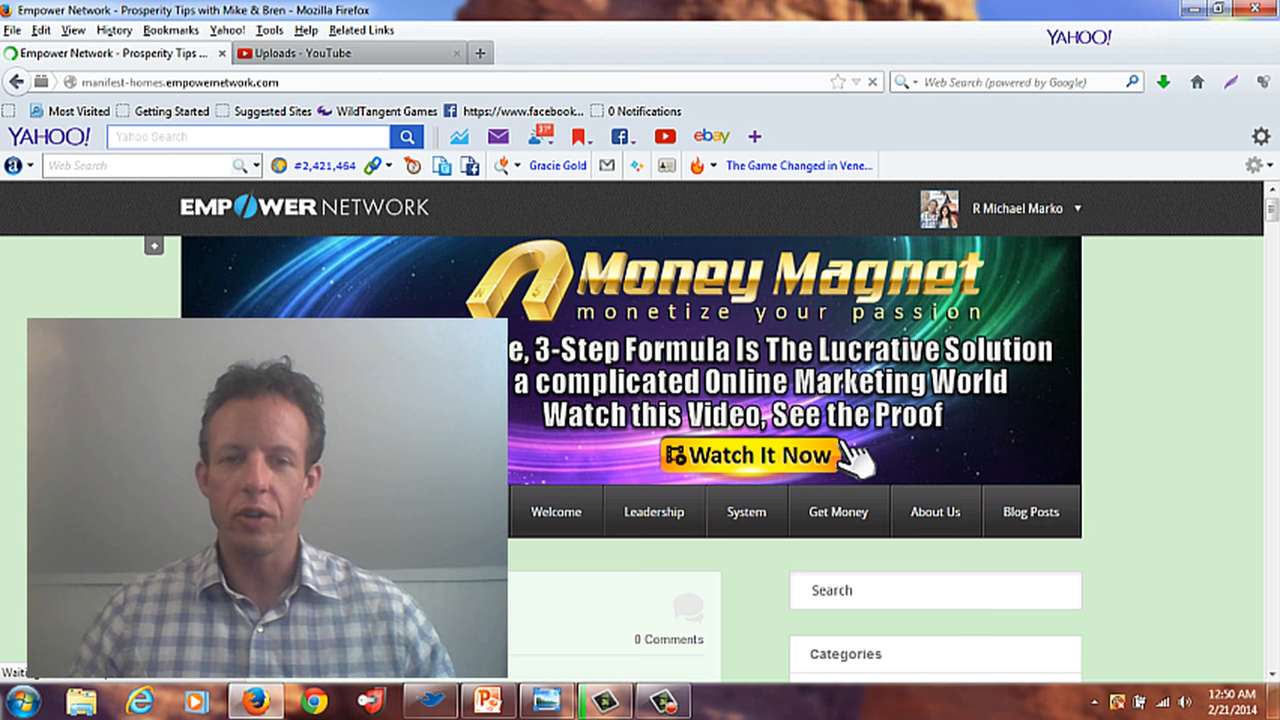 Empower Network - Prosperity Tips with Mike & Bren - Mozilla Firefox
File Edit View History Bookmarks Yahoo! Tools Help Related Links
YAHOO!
Empower Network - Prosperity Tips ...
Uploads - YouTube
manifest-homes.empowernetwork.com
Web Search (powered by Google)
Most Visited Getting Started Suggested Sites WildTangent Games https://www.facebook... 0 Notifications
YAHOO! Yahoo Search ebay
Web Search #2,421,464 Gracie Gold The Game Changed in Vene...
EMPOWER NETWORK
R Michael Marko
Money Magnet
monetize your passion
e, 3-Step Formula Is The Lucrative Solution
a complicated Online Marketing World
Watch this Video, See the Proof
Watch It Now
Welcome Leadership System Get Money About Us Blog Posts
Search
0 Comments
Categories
12:50 AM
2/21/2014